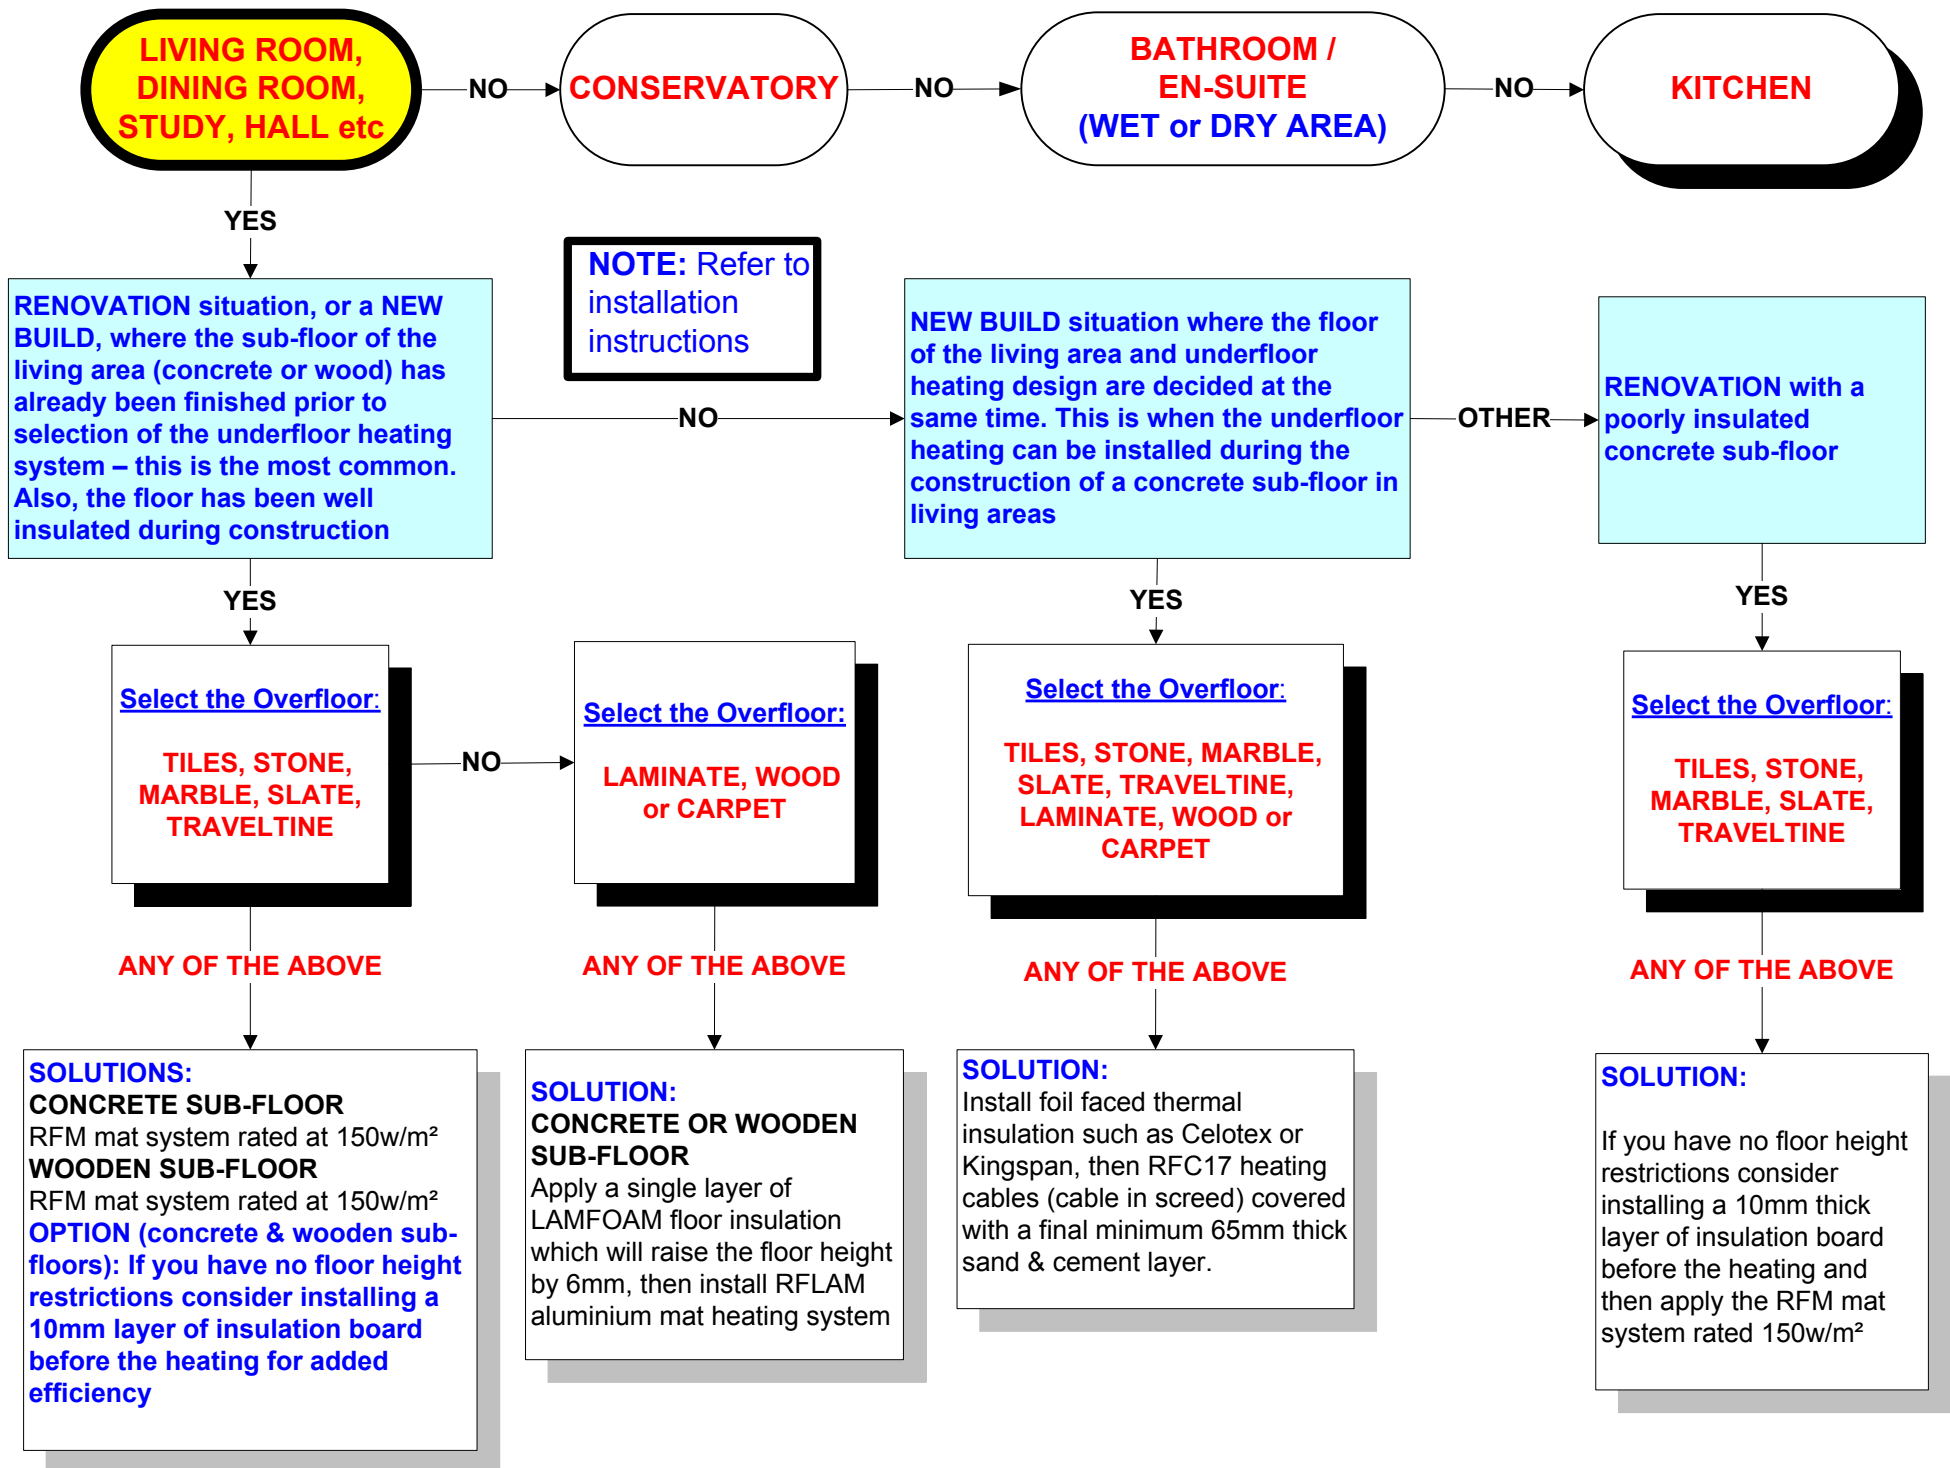 LIVING ROOM,
DINING ROOM,
STUDY, HALL etc
NO
CONSERVATORY
NO
BATHROOM /
EN-SUITE
(WET or DRY AREA)
NO
KITCHEN
YES
NOTE: Refer to
installation
instructions
RENOVATION situation, or a NEW
BUILD, where the sub-floor of the
living area (concrete or wood) has
already been finished prior to
selection of the underfloor heating
system – this is the most common.
Also, the floor has been well
insulated during construction
NO
NEW BUILD situation where the floor
of the living area and underfloor
heating design are decided at the
same time. This is when the underfloor
heating can be installed during the
construction of a concrete sub-floor in
living areas
OTHER
RENOVATION with a
poorly insulated
concrete sub-floor
YES
YES
YES
Select the Overfloor:
TILES, STONE,
MARBLE, SLATE,
TRAVELTINE
NO
Select the Overfloor:
LAMINATE, WOOD
or CARPET
Select the Overfloor:
TILES, STONE, MARBLE,
SLATE, TRAVELTINE,
LAMINATE, WOOD or
CARPET
Select the Overfloor:
TILES, STONE,
MARBLE, SLATE,
TRAVELTINE
ANY OF THE ABOVE
ANY OF THE ABOVE
ANY OF THE ABOVE
ANY OF THE ABOVE
SOLUTIONS:
CONCRETE SUB-FLOOR
RFM mat system rated at 150w/m²
WOODEN SUB-FLOOR
RFM mat system rated at 150w/m²
OPTION (concrete & wooden sub-
floors): If you have no floor height
restrictions consider installing a
10mm layer of insulation board
before the heating for added
efficiency
SOLUTION:
CONCRETE OR WOODEN
SUB-FLOOR
Apply a single layer of
LAMFOAM floor insulation
which will raise the floor height
by 6mm, then install RFLAM
aluminium mat heating system
SOLUTION:
Install foil faced thermal
insulation such as Celotex or
Kingspan, then RFC17 heating
cables (cable in screed) covered
with a final minimum 65mm thick
sand & cement layer.
SOLUTION:
If you have no floor height
restrictions consider
installing a 10mm thick
layer of insulation board
before the heating and
then apply the RFM mat
system rated 150w/m²